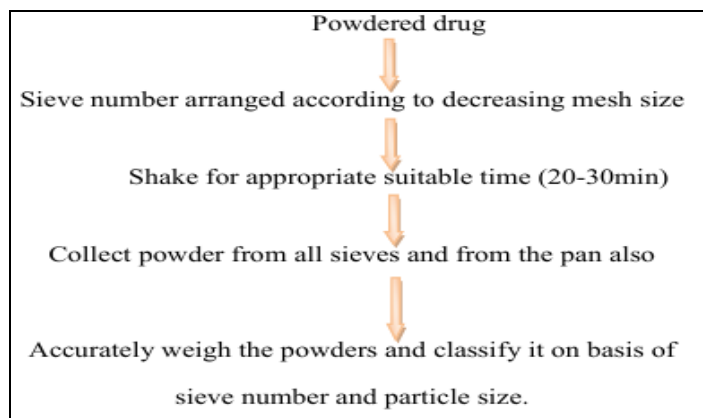 Powdered drug
Sieve number arranged according to decreasing mesh size
Shake for appropriate suitable time (20-30min)
Collect powder from all sieves and from the pan also
Accurately weigh the powders and classify it on basis of
sieve number and particle size.